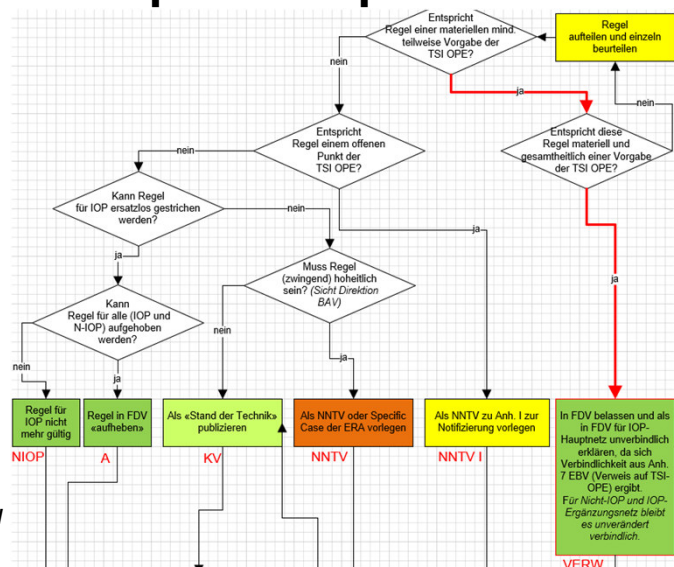 Entspricht
Regel einer materiellen mind.
teilweise Vorgabe der
TSI OPE?
Regel
aufteilen und einzeln
beurteilen
nein
ja
nein
Entspricht
Regel einem offenen
Punkt der
TSI OPE?
Entspricht diese
Regel materiell und
gesamtheitlich einer Vorgabe
der TSI OPE?
nein
Kann Regel
für IOP ersatzlos gestrichen
werden?
nein
ja
ja
Muss Regel
(zwingend) hoheitlich
sein? (Sicht Direktion
BAV)
ja
Kann
Regel für alle (IOP und
N-IOP) aufgehoben
werden?
nein
nein
ja
ja
Regel für
IOP nicht
mehr gültig
Regel in FDV
«aufheben»
Als «Stand der Technik»
publizieren
Als NNTV oder Specific
Case der ERA vorlegen
Als NNTV zu Anh. I zur
Notifizierung vorlegen
In FDV belassen und als
in FDV für IOP-
Hauptnetz unverbindlich
erklären, da sich
Verbindlichkeit aus Anh.
7 EBV (Verweis auf TSI-
OPE) ergibt.
Für Nicht-IOP und IOP-
Ergänzungsnetz bleibt
es unverändert
verbindlich.
NIOP
A
KV
NNTV
NNTV I
VERW